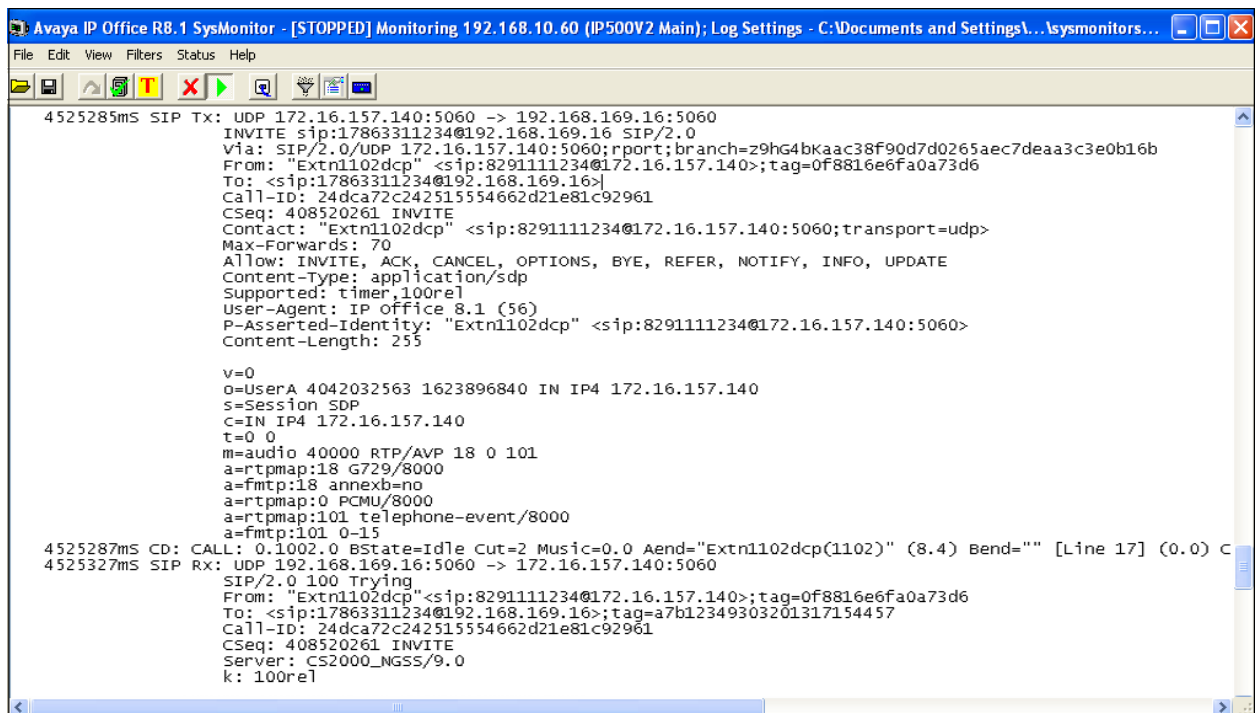 Avaya IP Office R8.1 SysMonitor - [STOPPED] Monitoring 192.168.10.60 (IP500V2 Main); Log Settings - C:\Documents and Settings\...\sysmonitors...
File Edit View Filters Status Help
T X
4525285mS SIP Tx: UDP 172.16.157.140:5060 -> 192.168.169.16:5060
INVITE sip:17863311234@192.168.169.16 SIP/2.0
Via: SIP/2.0/UDP 172.16.157.140:5060;rport;branch=z9hG4bKaac38f90d7d0265aec7deaa3c3e0b16b
From: "Extn1102dcp" <sip:8291111234@172.16.157.140>;tag=0f8816e6fa0a73d6
To: <sip:17863311234@192.168.169.16>
Call-ID: 24dca72c242515554662d21e81c92961
CSeq: 408520261 INVITE
Contact: "Extn1102dcp" <sip:8291111234@172.16.157.140:5060;transport=udp>
Max-Forwards: 70
Allow: INVITE, ACK, CANCEL, OPTIONS, BYE, REFER, NOTIFY, INFO, UPDATE
Content-Type: application/sdp
Supported: timer,100rel
User-Agent: IP Office 8.1 (56)
P-Asserted-Identity: "Extn1102dcp" <sip:8291111234@172.16.157.140:5060>
Content-Length: 255
v=0
o=UserA 4042032563 1623896840 IN IP4 172.16.157.140
s=Session SDP
c=IN IP4 172.16.157.140
t=0 0
m=audio 40000 RTP/AVP 18 0 101
a=rtpmap:18 G729/8000
a=fmtp:18 annexb=no
a=rtpmap:0 PCMU/8000
a=rtpmap:101 telephone-event/8000
a=fmtp:101 0-15
4525287mS CD: CALL: 0.1002.0 BState=Idle Cut=2 Music=0.0 Aend="Extn1102dcp(1102)" (8.4) Bend="" [Line 17] (0.0) C
4525327mS SIP Rx: UDP 192.168.169.16:5060 -> 172.16.157.140:5060
SIP/2.0 100 Trying
From: "Extn1102dcp"<sip:8291111234@172.16.157.140>;tag=0f8816e6fa0a73d6
To: <sip:17863311234@192.168.169.16>;tag=a7b12349303201317154457
Call-ID: 24dca72c242515554662d21e81c92961
CSeq: 408520261 INVITE
Server: CS2000_NGSS/9.0
k: 100rel